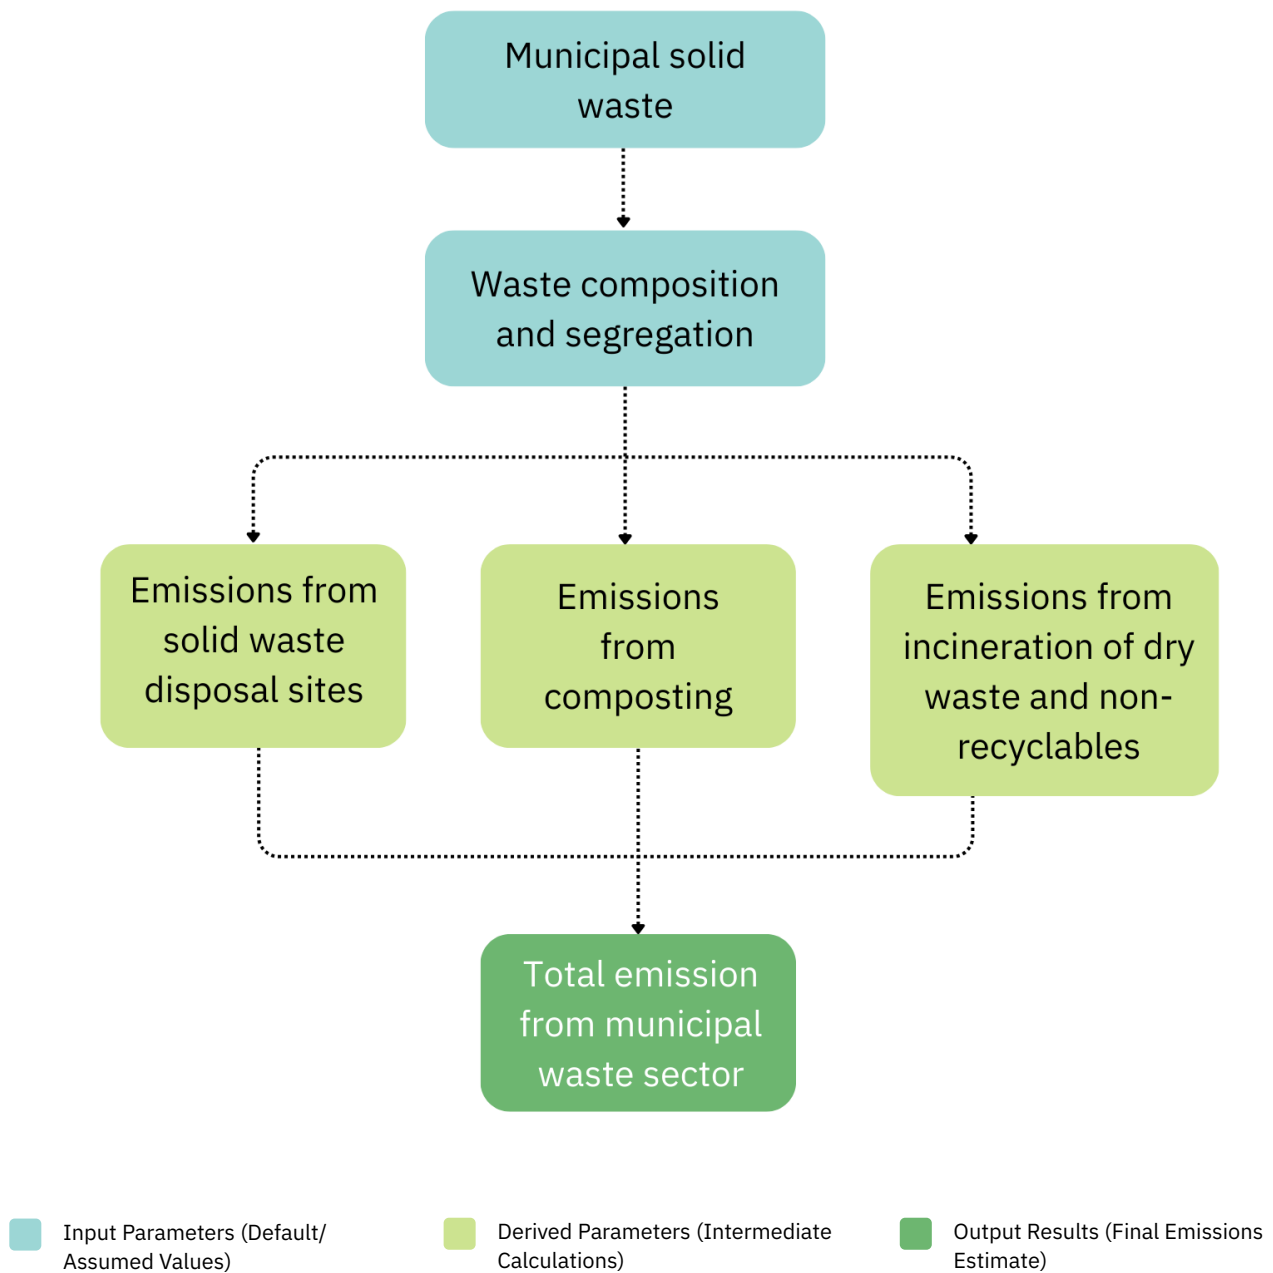 Municipal solid
waste
Waste composition
and segregation
Emissions from
solid waste
disposal sites
Emissions
from
composting
Emissions from
incineration of dry
waste and non-
recyclables
Total emission
from municipal
waste sector
Input Parameters (Default/
Assumed Values)
Derived Parameters (Intermediate
Calculations)
Output Results (Final Emissions
Estimate)